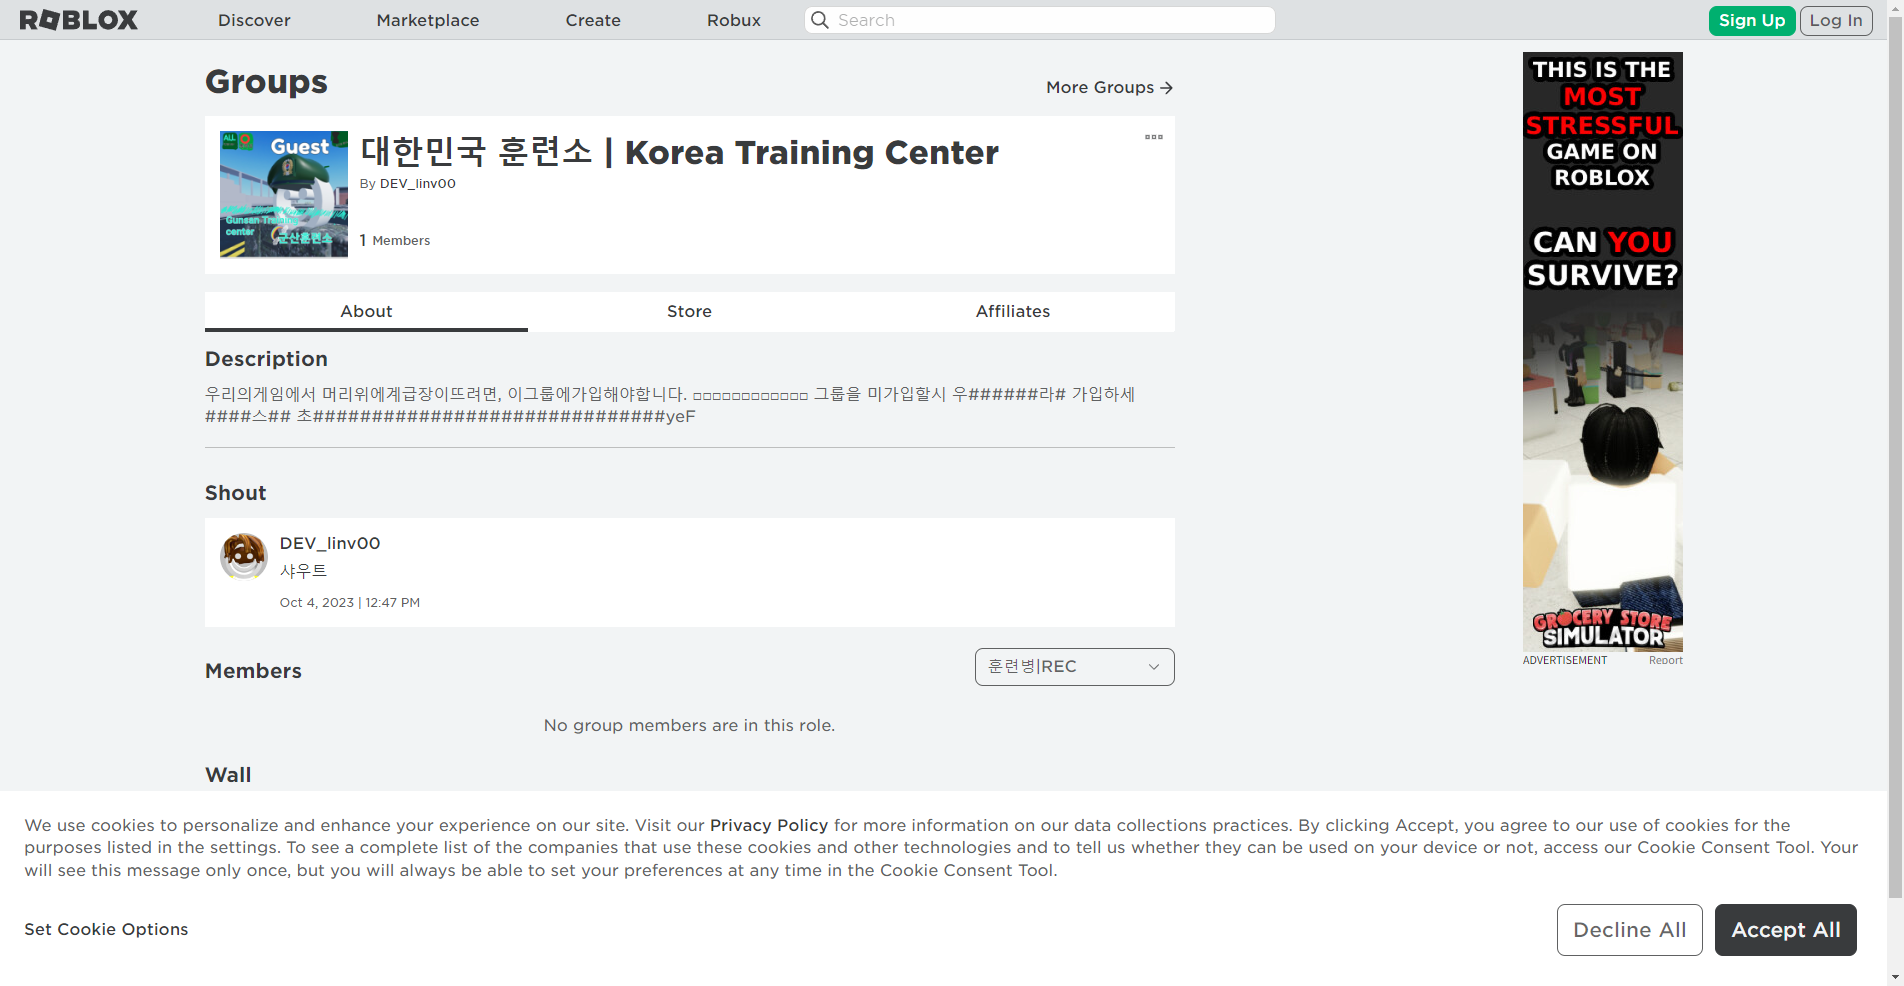 ROBLOX
Discover
Marketplace
Create
Robux
Search
Sign Up
Log In
Groups
More Groups
ALL
Guest
Gunsan Training
center
군산훈련소
대한민국 훈련소 | Korea Training Center
By DEV_linv00
1 Members
About
Store
Affiliates
Description
우리의게임에서 머리위에계급장이뜨려면, 이그룹에가입해야합니다. □□□□□□□□□□□□ 그룹을 미가입할시 우######라# 가입하세
####스## 초##############################yeF
Shout
DEV_linv00
샤우트
Oct 4, 2023 | 12:47 PM
Members
훈련병|REC
No group members are in this role.
Wall
THIS IS THE
MOST
STRESSFUL
GAME ON
ROBLOX
CAN YOU
SURVIVE?
GROCERY STORE
SIMULATOR
ADVERTISEMENT
Report
We use cookies to personalize and enhance your experience on our site. Visit our Privacy Policy for more information on our data collections practices. By clicking Accept, you agree to our use of cookies for the
purposes listed in the settings. To see a complete list of the companies that use these cookies and other technologies and to tell us whether they can be used on your device or not, access our Cookie Consent Tool. Your
will see this message only once, but you will always be able to set your preferences at any time in the Cookie Consent Tool.
Set Cookie Options
Decline All
Accept All